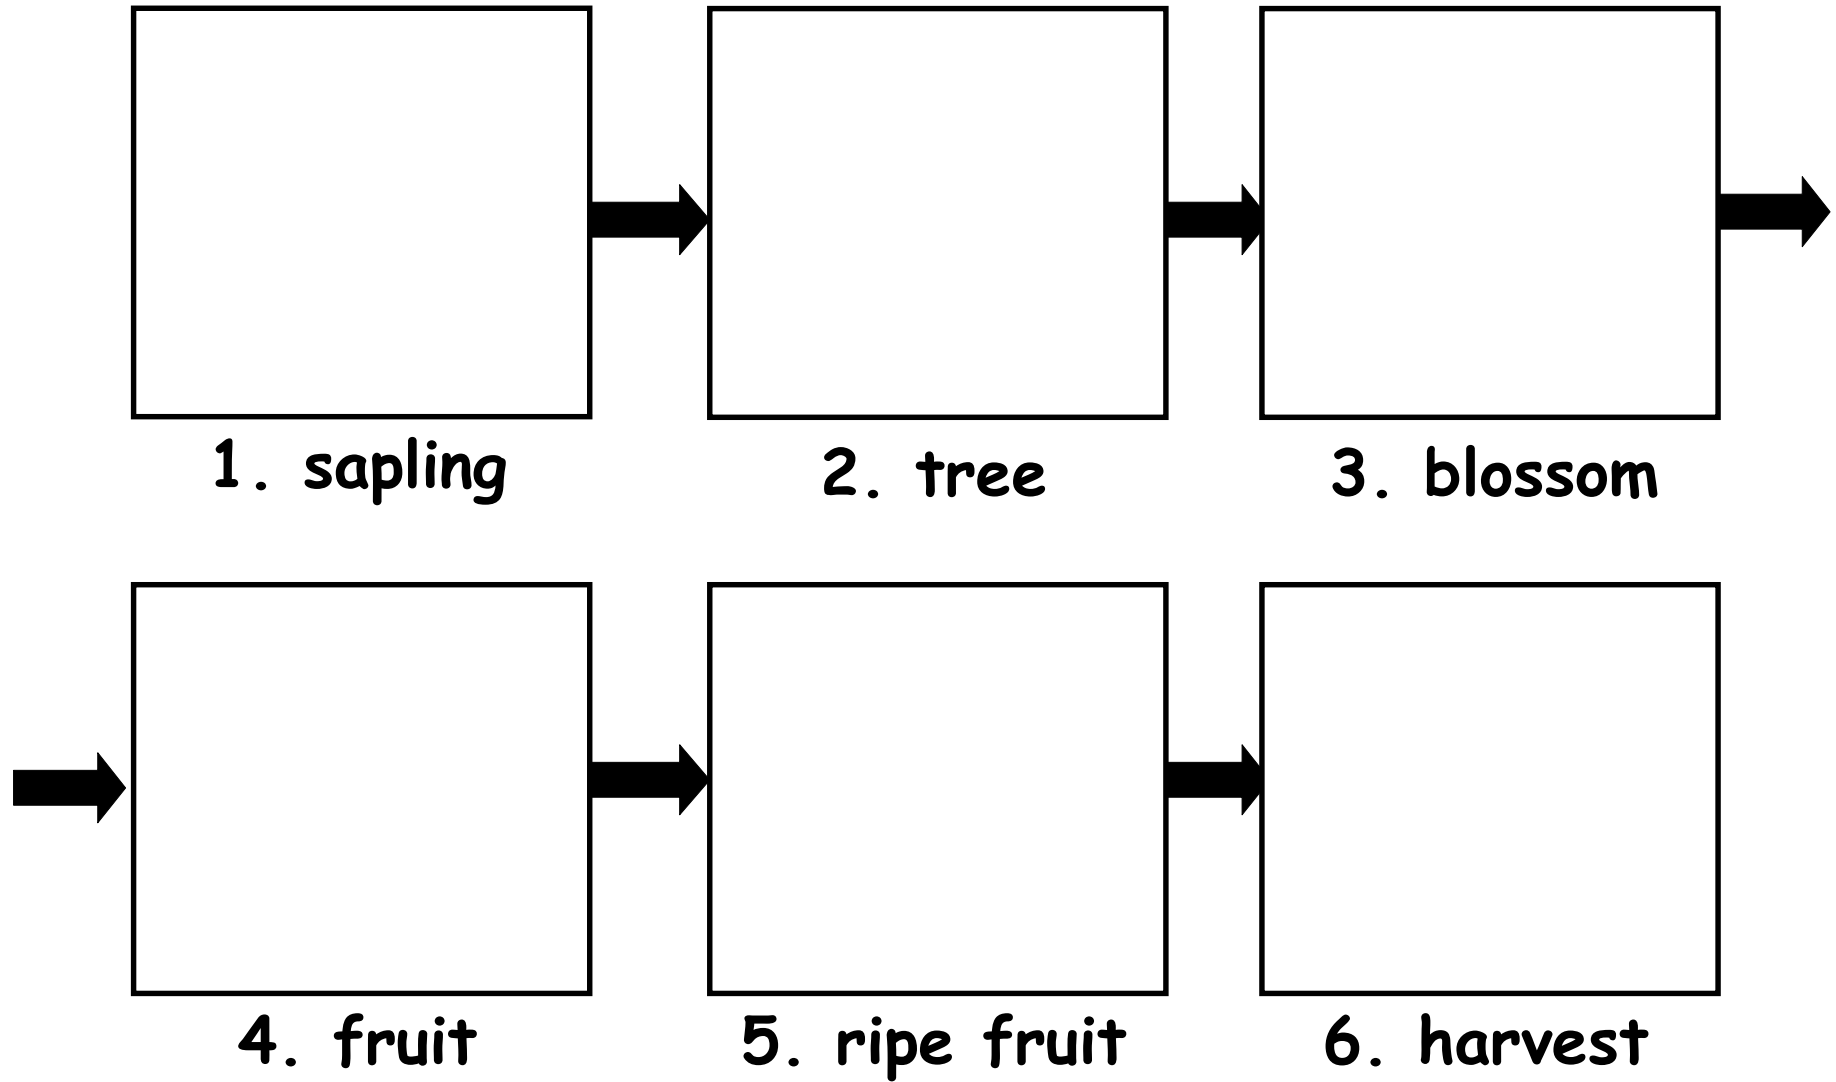 1. sapling
2. tree
3. blossom
4. fruit
5. ripe fruit
6. harvest